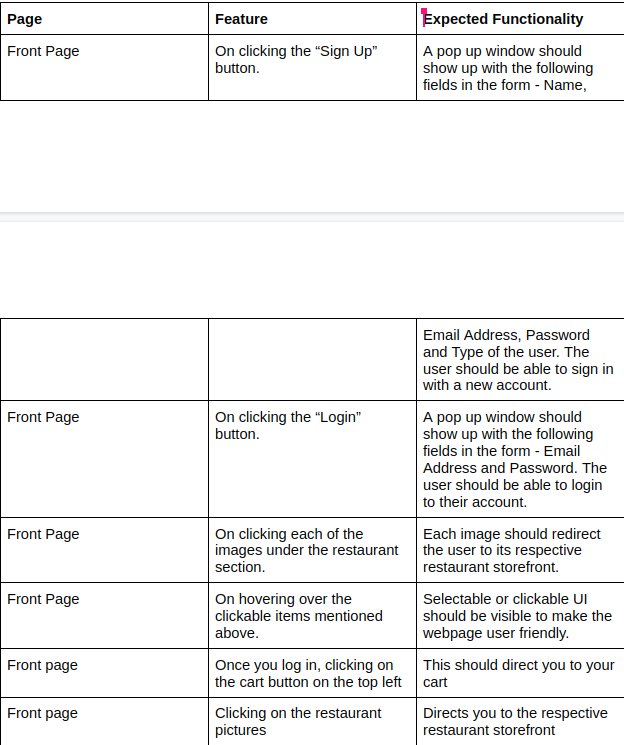 Page Feature Expected Functionality
Front Page
On clicking the “Sign Up”
button.
A pop up window should
show up with the following
fields in the form - Name,
Email Address, Password
and Type of the user. The
user should be able to sign in
with a new account.
Front Page
On clicking the “Login”
button.
A pop up window should
show up with the following
fields in the form - Email
Address and Password. The
user should be able to login
to their account.
Front Page
On clicking each of the
images under the restaurant
section.
Each image should redirect
the user to its respective
restaurant storefront.
Front Page
On hovering over the
clickable items mentioned
above.
Selectable or clickable UI
should be visible to make the
webpage user friendly.
Front page
Once you log in, clicking on
the cart button on the top left
This should direct you to your
cart
Front page
Clicking on the restaurant
pictures
Directs you to the respective
restaurant storefront